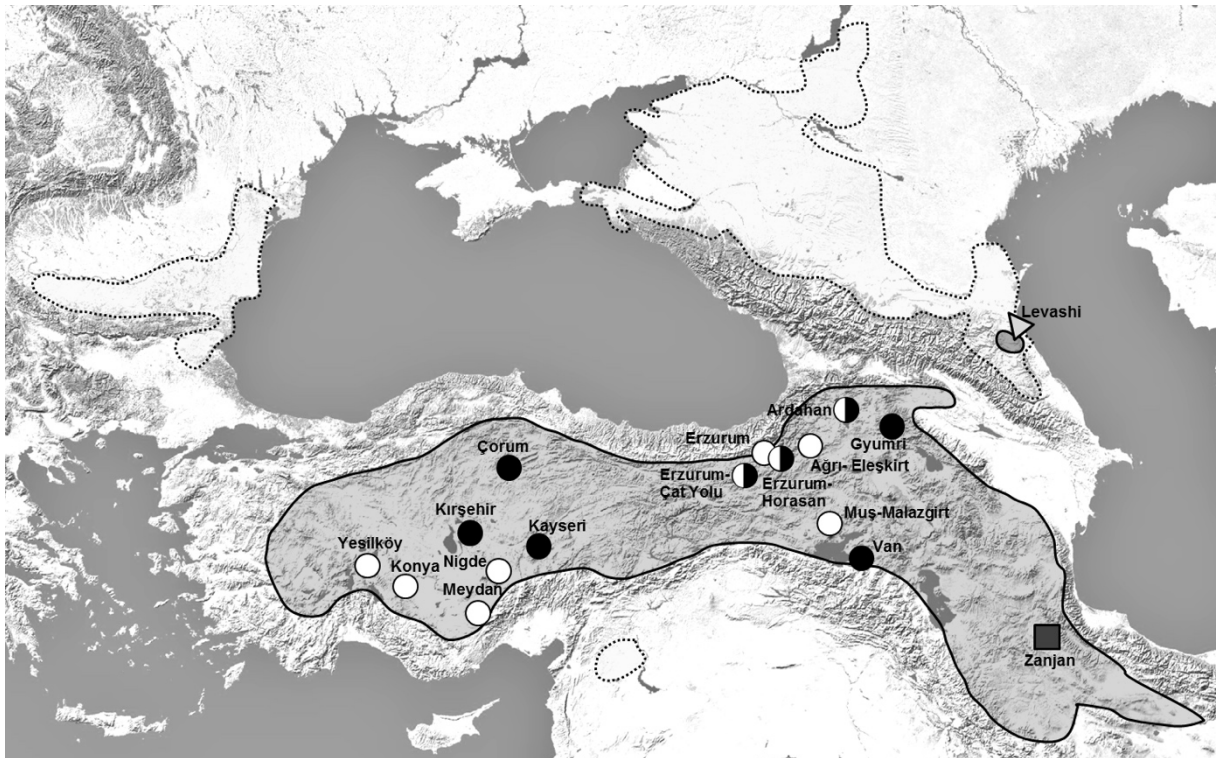 Levashi
Ardahan
Gyumri
Erzurum
Ağrı- Eleşkirt
Çorum
Erzurum-
Çat Yolu
Erzurum-
Horasan
Muş-Malazgirt
Kırşehir
Kayseri
Van
Yeşilköy
Konya
Nigde
Meydan
Zanjan